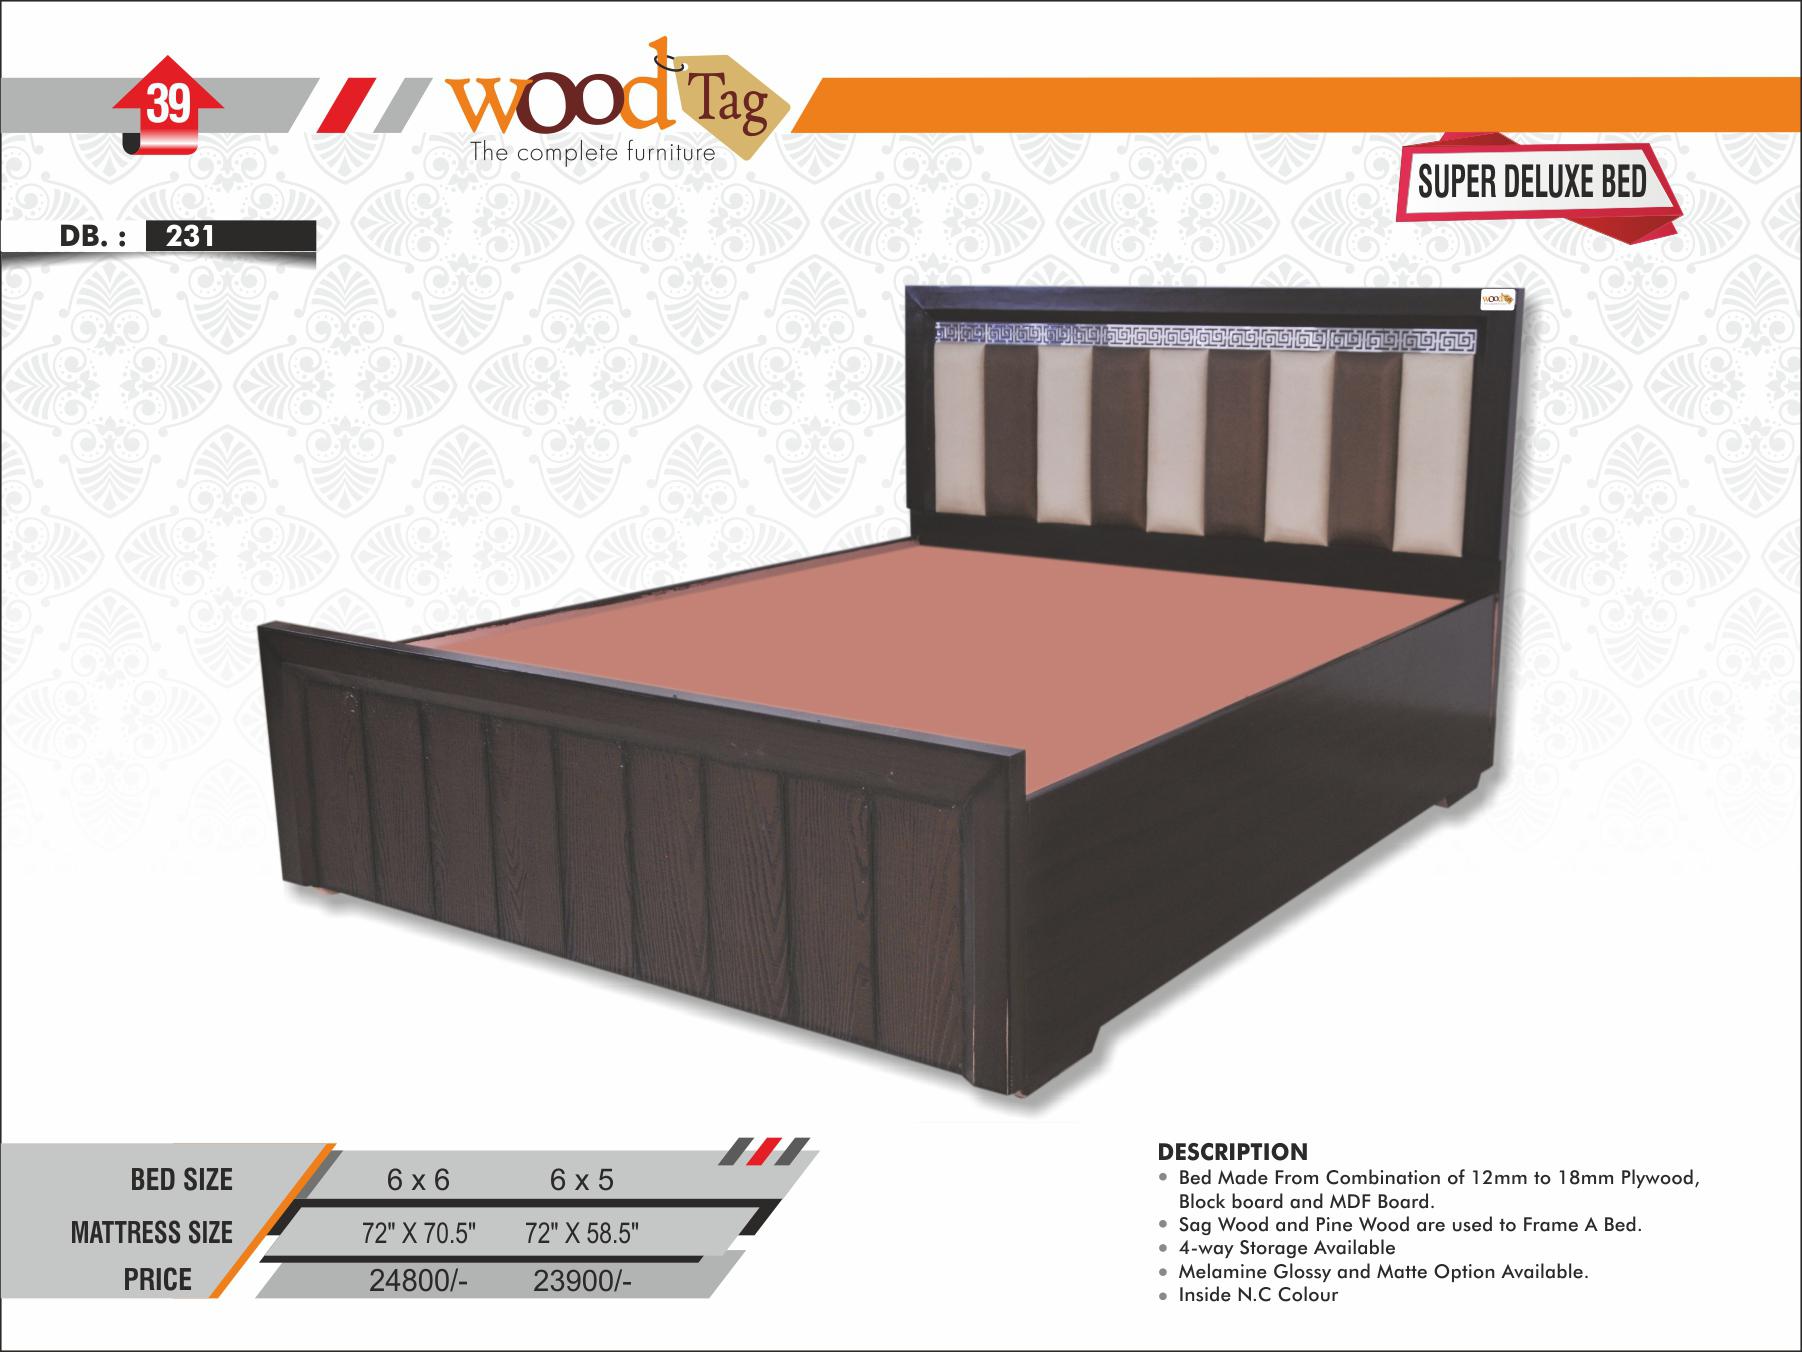 39
wood Tag
The complete furniture
SUPER DELUXE BED
DB. : 231
wood Tag
BED SIZE 6 x 6 6 x 5
MATTRESS SIZE 72" X 70.5" 72" X 58.5"
PRICE 24800/- 23900/-
DESCRIPTION
• Bed Made From Combination of 12mm to 18mm Plywood,
Block board and MDF Board.
• Sag Wood and Pine Wood are used to Frame A Bed.
• 4-way Storage Available
• Melamine Glossy and Matte Option Available.
• Inside N.C Colour